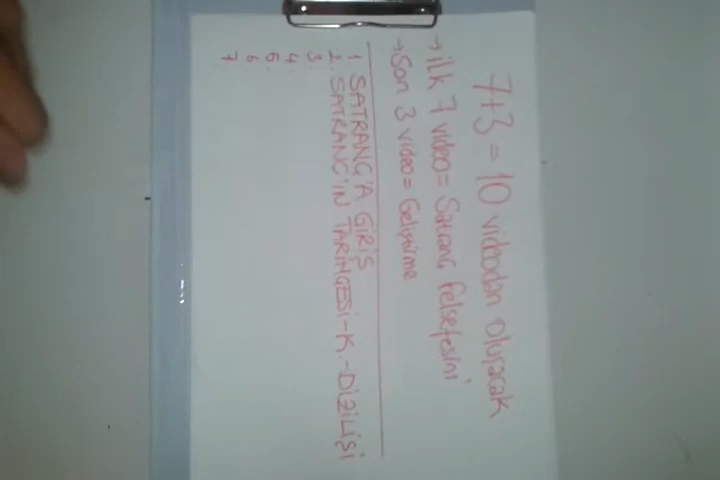 7+3 = 10 videodan oluşacak
→ ilk 7 video = Satranç felsefesini
→ Son 3 video = Geliştirme
1. SATRANÇ'A GİRİŞ
2. SATRANÇ'IN TARİHÇESİ-K.-DİZİLİŞİ
3
4
5.
6
7